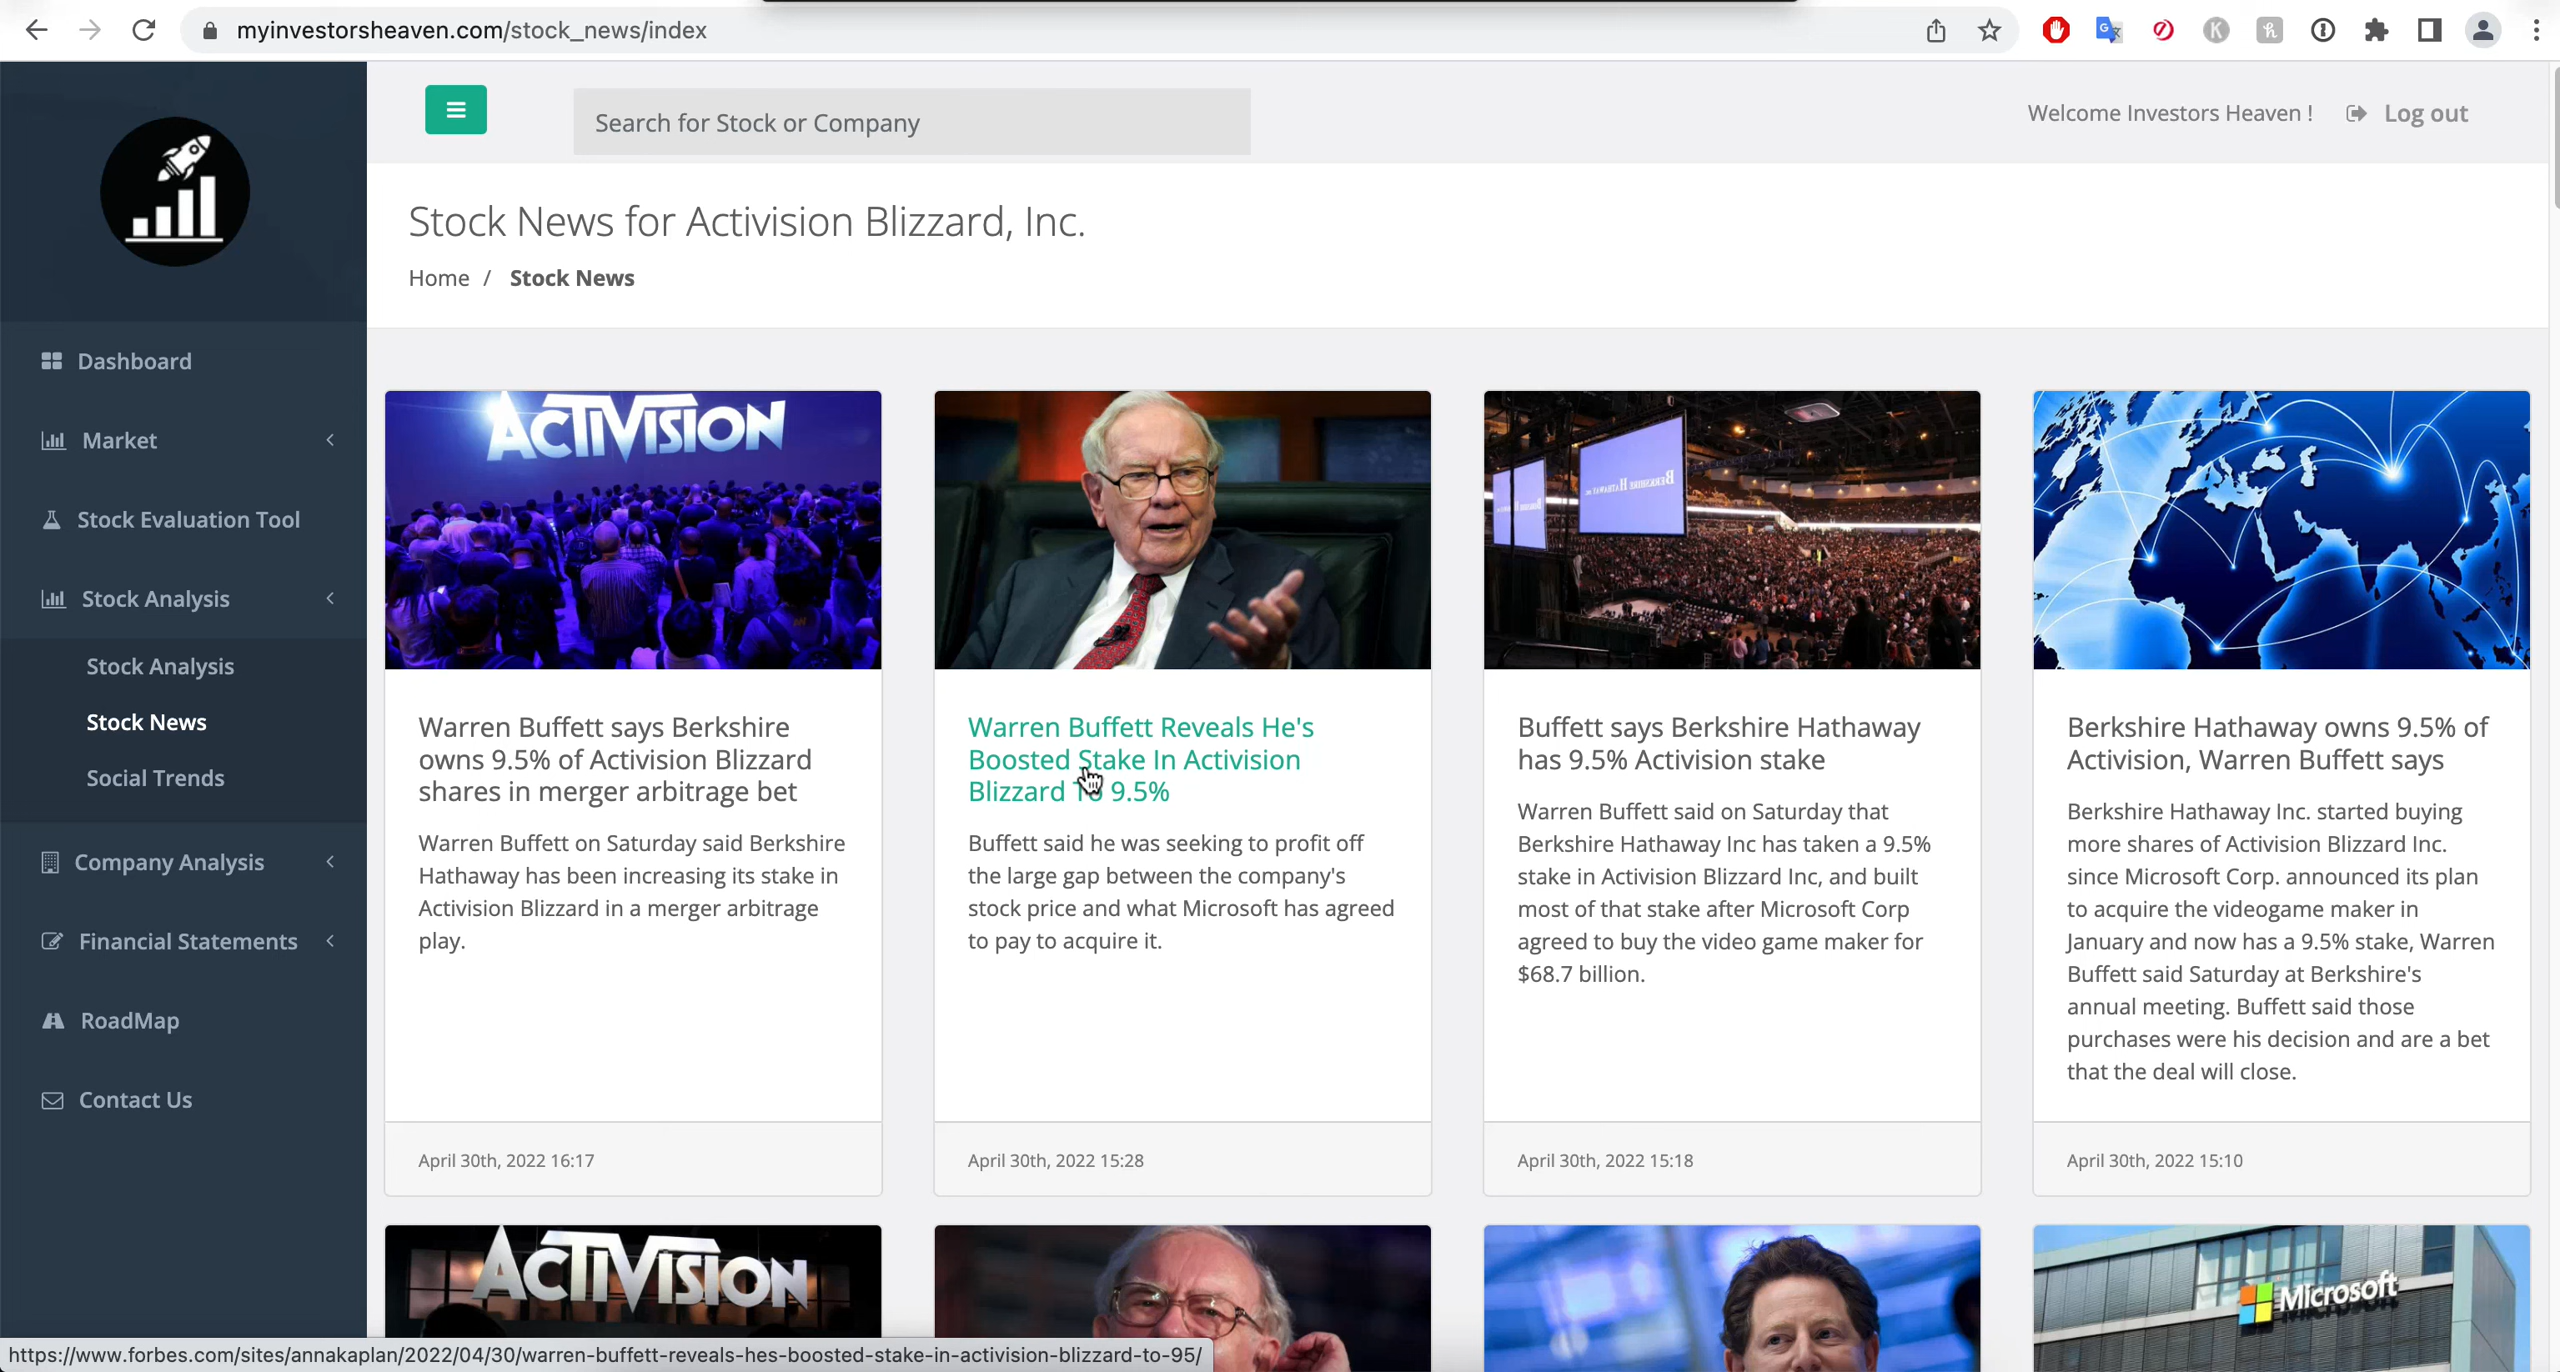 myinvestorsheaven.com/stock_news/index
Search for Stock or Company
Welcome Investors Heaven !
Log out
Stock News for Activision Blizzard, Inc.
Home / Stock News
Dashboard
Market
Stock Evaluation Tool
Stock Analysis
Stock Analysis
Stock News
Social Trends
Company Analysis
Financial Statements
RoadMap
Contact Us
ACTIVISION
Warren Buffett says Berkshire
owns 9.5% of Activision Blizzard
shares in merger arbitrage bet
Warren Buffett on Saturday said Berkshire
Hathaway has been increasing its stake in
Activision Blizzard in a merger arbitrage
play.
April 30th, 2022 16:17
Warren Buffett Reveals He's
Boosted Stake In Activision
Blizzard To 9.5%
Buffett said he was seeking to profit off
the large gap between the company's
stock price and what Microsoft has agreed
to pay to acquire it.
April 30th, 2022 15:28
BERKSHIRE HATHAWAY INC.
Buffett says Berkshire Hathaway
has 9.5% Activision stake
Warren Buffett said on Saturday that
Berkshire Hathaway Inc has taken a 9.5%
stake in Activision Blizzard Inc, and built
most of that stake after Microsoft Corp
agreed to buy the video game maker for
$68.7 billion.
April 30th, 2022 15:18
Berkshire Hathaway owns 9.5% of
Activision, Warren Buffett says
Berkshire Hathaway Inc. started buying
more shares of Activision Blizzard Inc.
since Microsoft Corp. announced its plan
to acquire the videogame maker in
January and now has a 9.5% stake, Warren
Buffett said Saturday at Berkshire's
annual meeting. Buffett said those
purchases were his decision and are a bet
that the deal will close.
April 30th, 2022 15:10
ACTIVISION
Microsoft
https://www.forbes.com/sites/annakaplan/2022/04/30/warren-buffett-reveals-hes-boosted-stake-in-activision-blizzard-to-95/